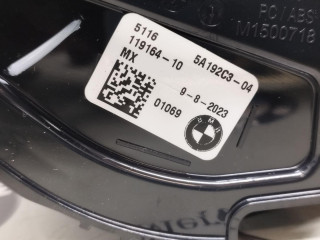 PC/ABS
M1500718
5116
119164-10
5A192C3-04
MX
9-8-2023
01069
BMW